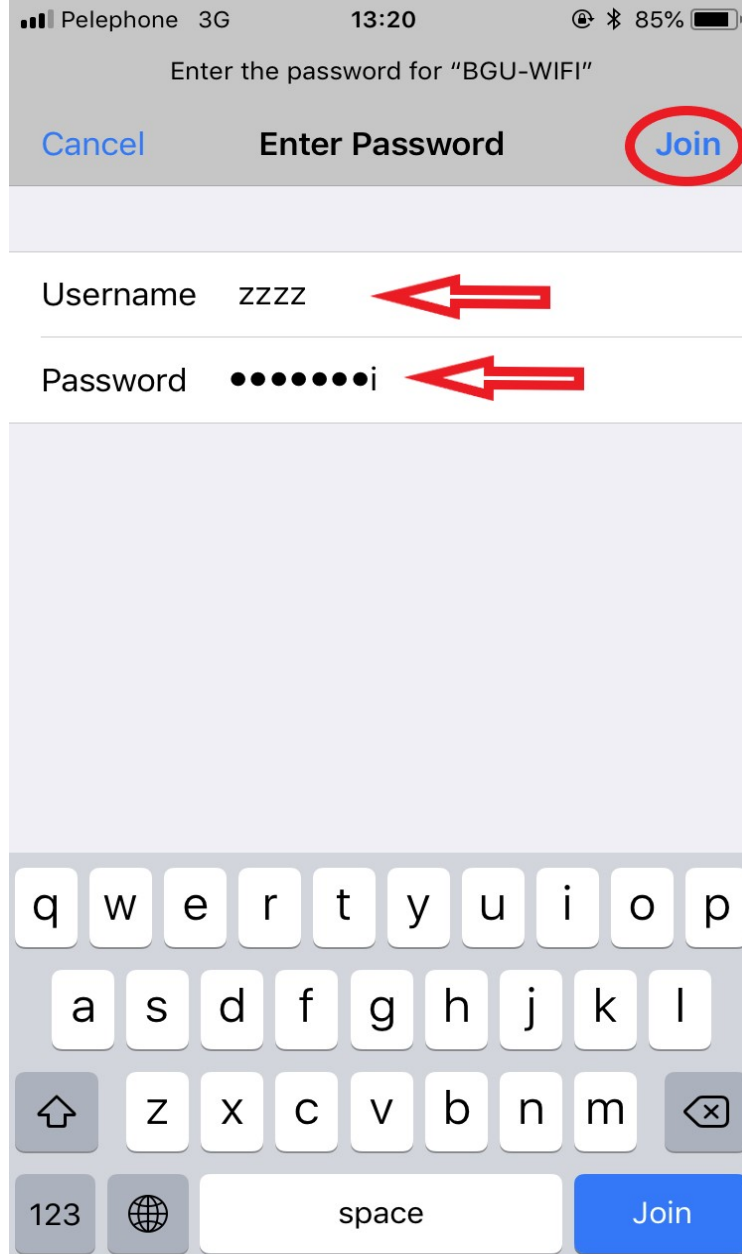 Pelephone 3G 13:20 85%
Enter the password for “BGU-WIFI”
Cancel Enter Password Join
Username zzzz
Password •••••••i
q w e r t y u i o p
a s d f g h j k l
z x c v b n m
123 space Join